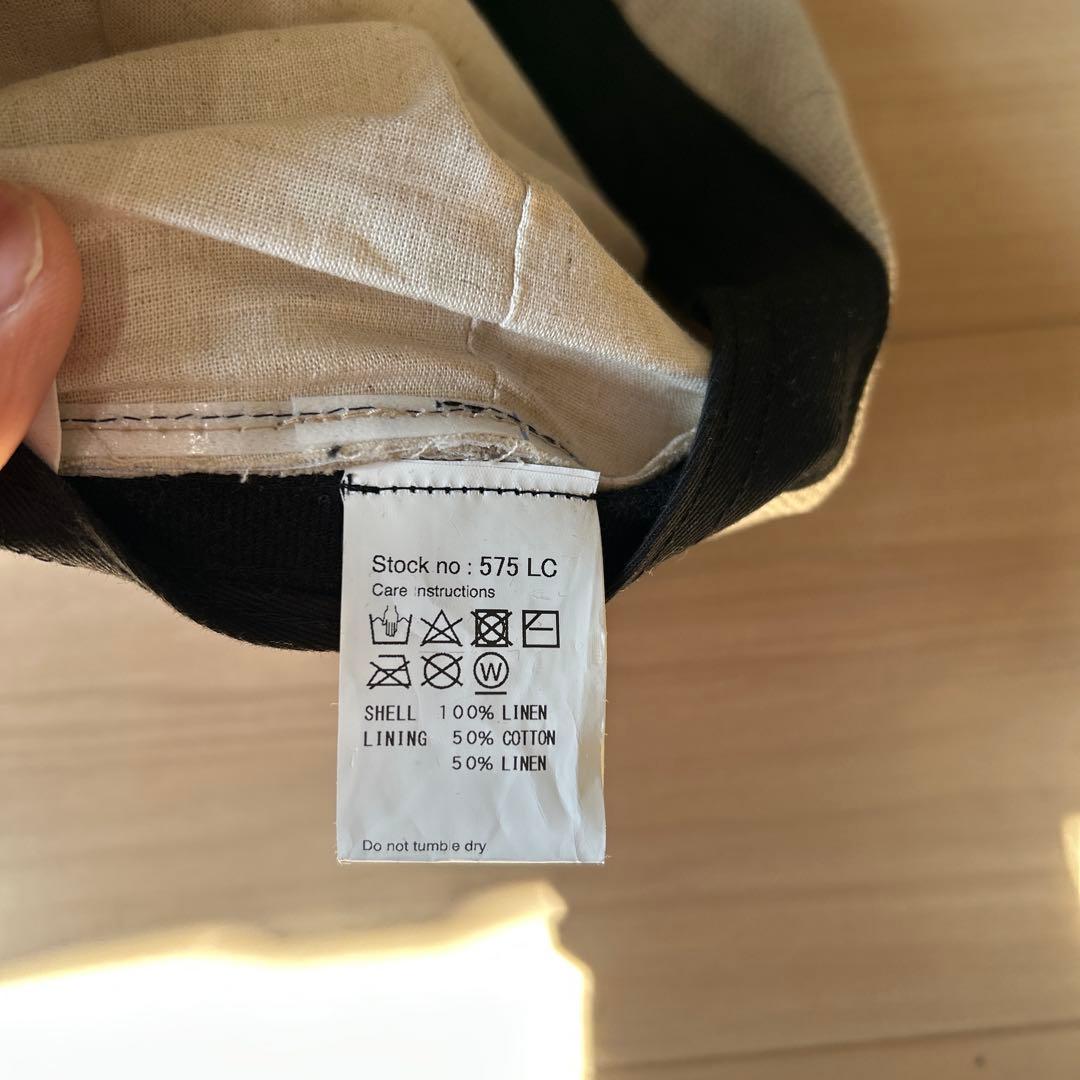 Stock no : 575 LC
Care Instructions
W
SHELL 100% LINEN
LINING 50% COTTON
50% LINEN
Do not tumble dry